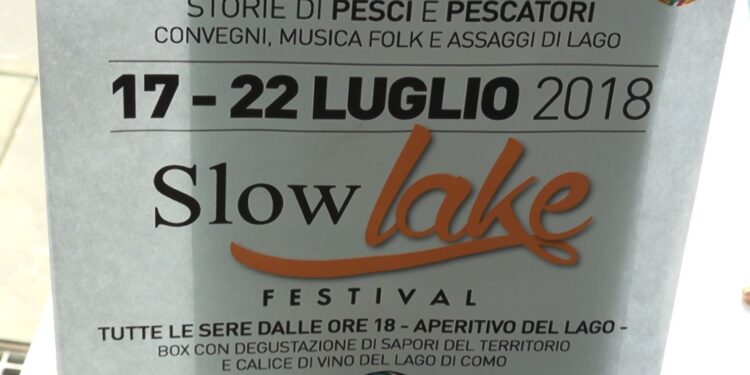 STORIE DI PESCI E PESCATORI
CONVEGNI, MUSICA FOLK E ASSAGGI DI LAGO
17 - 22 LUGLIO 2018
Slow lake
FESTIVAL
TUTTE LE SERE DALLE ORE 18 - APERITIVO DEL LAGO -
BOX CON DEGUSTAZIONE DI SAPORI DEL TERRITORIO
E CALICE DI VINO DEL LAGO DI COMO